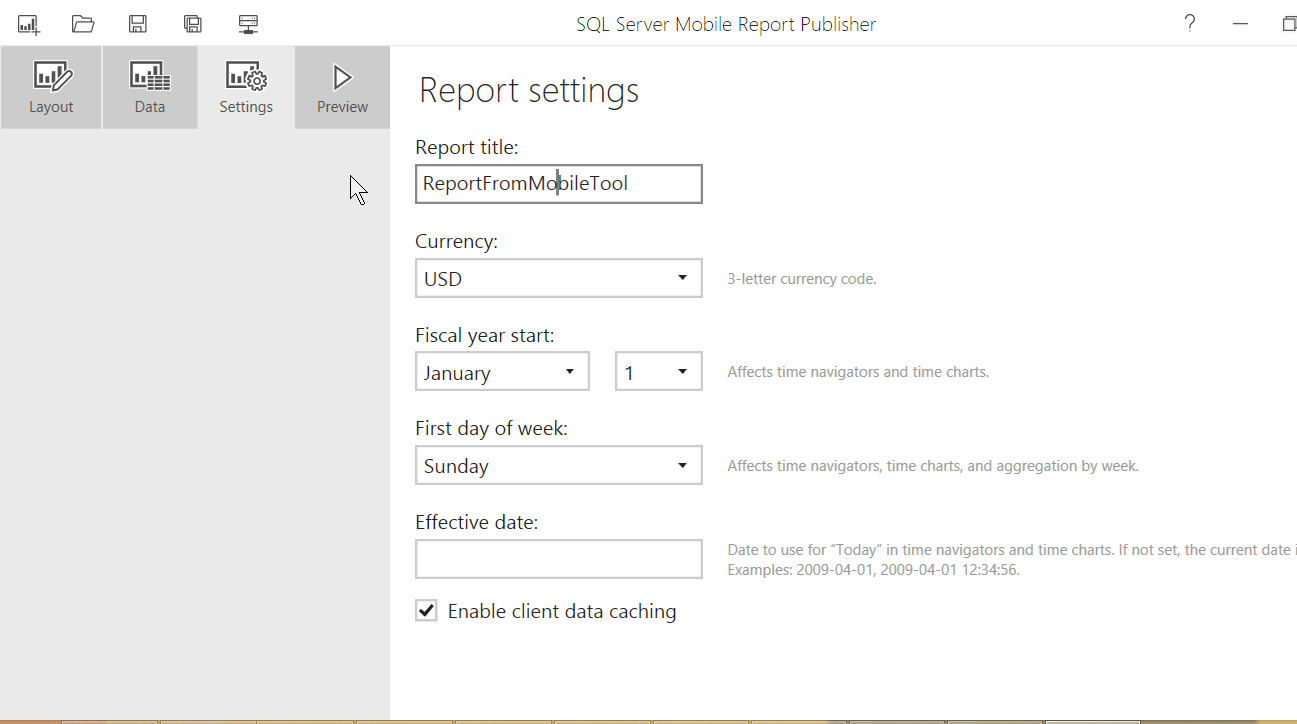 SQL Server Mobile Report Publisher
?
Layout
Data
Settings
Preview
Report settings
Report title:
ReportFromMobileTool
Currency:
USD
3-letter currency code.
Fiscal year start:
January
1
Affects time navigators and time charts.
First day of week:
Sunday
Affects time navigators, time charts, and aggregation by week.
Effective date:
Date to use for “Today” in time navigators and time charts. If not set, the current date i
Examples: 2009-04-01, 2009-04-01 12:34:56.
Enable client data caching